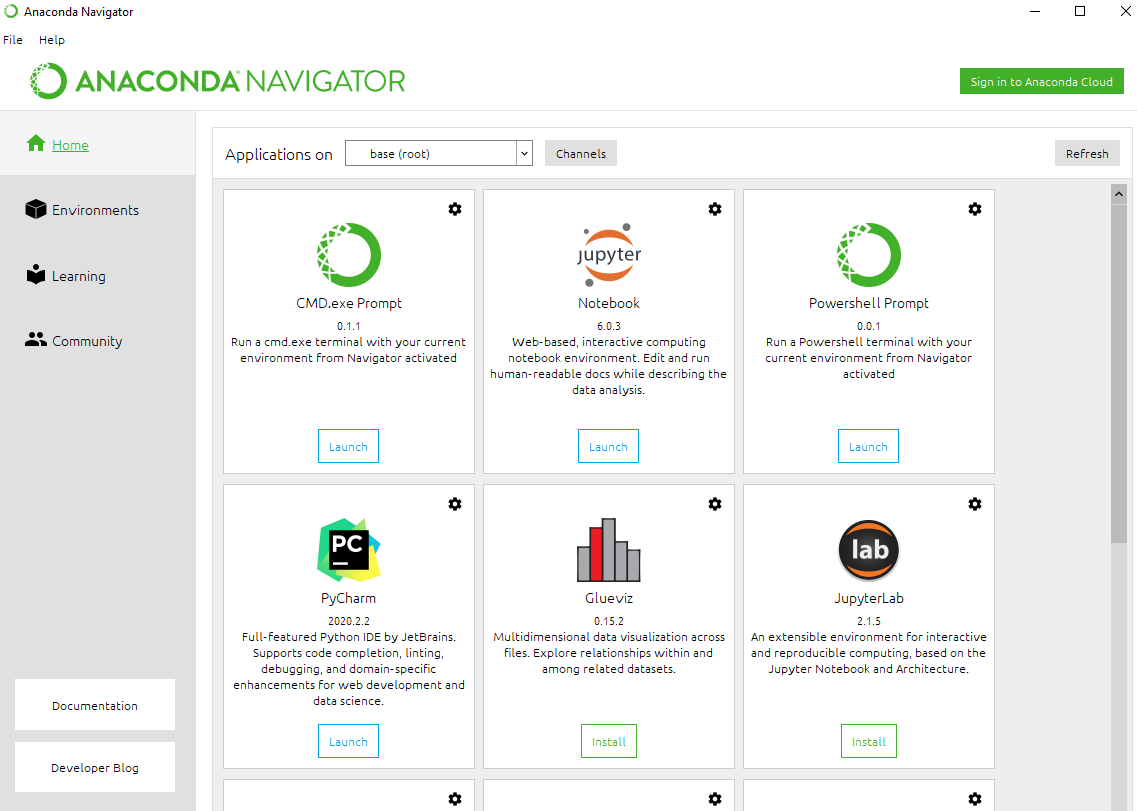 Anaconda Navigator
File Help
ANACONDA NAVIGATOR
Sign in to Anaconda Cloud
Home
Environments
Learning
Community
Documentation
Developer Blog
Applications on base (root) Channels Refresh
CMD.exe Prompt
0.1.1
Run a cmd.exe terminal with your current
environment from Navigator activated
Launch
jupyter
Notebook
6.0.3
Web-based, interactive computing
notebook environment. Edit and run
human-readable docs while describing the
data analysis.
Launch
Powershell Prompt
0.0.1
Run a Powershell terminal with your
current environment from Navigator
activated
Launch
PC
PyCharm
2020.2.2
Full-featured Python IDE by JetBrains.
Supports code completion, linting,
debugging, and domain-specific
enhancements for web development and
data science.
Launch
Glueviz
0.15.2
Multidimensional data visualization across
files. Explore relationships within and
among related datasets.
Install
lab
JupyterLab
2.1.5
An extensible environment for interactive
and reproducible computing, based on the
Jupyter Notebook and Architecture.
Install